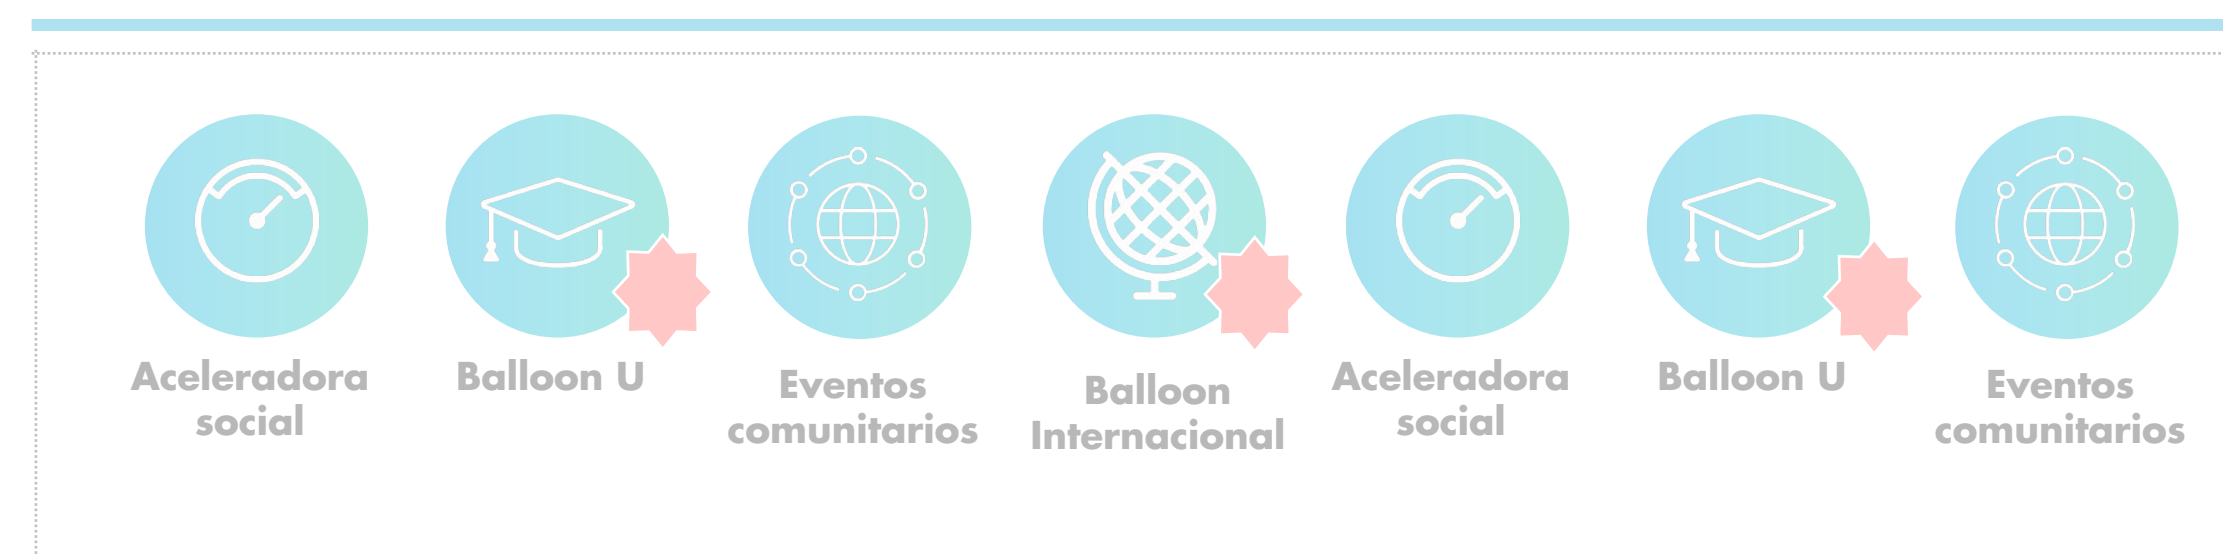 Aceleradora
social
Balloon U
Eventos
comunitarios
Balloon
Internacional
Aceleradora
social
Balloon U
Eventos
comunitarios